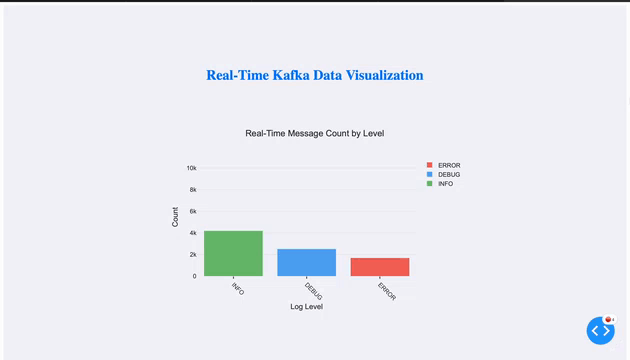 Real-Time Kafka Data Visualization
Real-Time Message Count by Level
10k
8k
6k
4k
2k
0
Count
INFO
DEBUG
ERROR
Log Level
ERROR
DEBUG
INFO